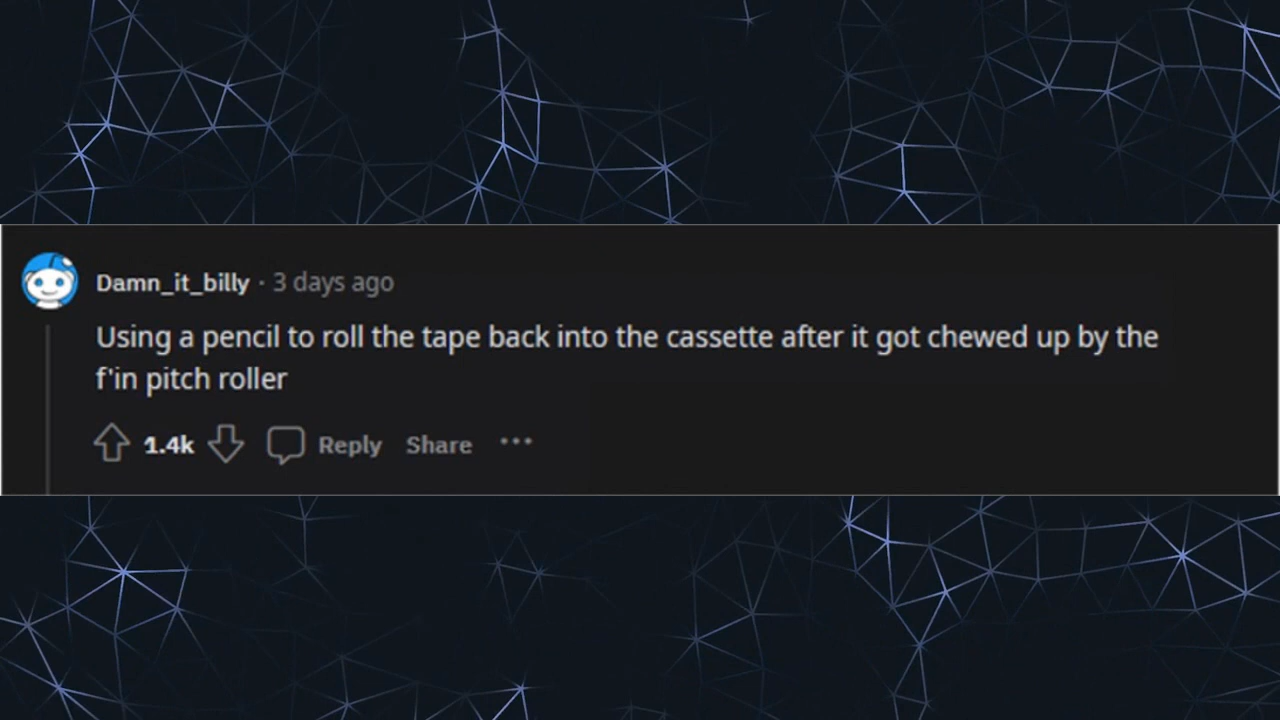 Damn_it_billy · 3 days ago
Using a pencil to roll the tape back into the cassette after it got chewed up by the
f'in pitch roller
1.4k Reply Share ···